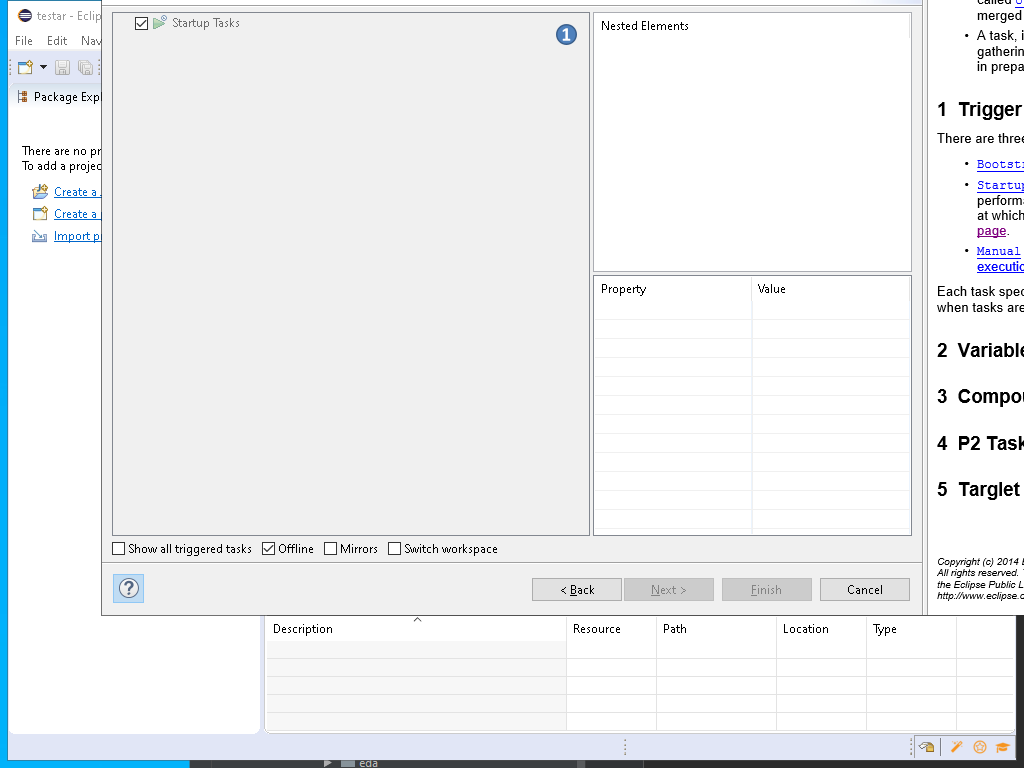 testar - Eclip
File Edit Nav
Package Expl
There are no pr
To add a projec
Create a
Create a
Import p
Startup Tasks
1
Nested Elements
Property Value
Show all triggered tasks Offline Mirrors Switch workspace
?
< Back Next > Finish Cancel
called
merged
• A task, i
gatherin
in prepa
1 Trigger
There are three
• Bootstr
• Startup
performa
at which
page.
• Manual
executio
Each task spec
when tasks are
2 Variable
3 Compou
4 P2 Task
5 Targlet
Copyright (c) 2014
All rights reserved.
the Eclipse Public L
http://www.eclipse.o
Description Resource Path Location Type
eda